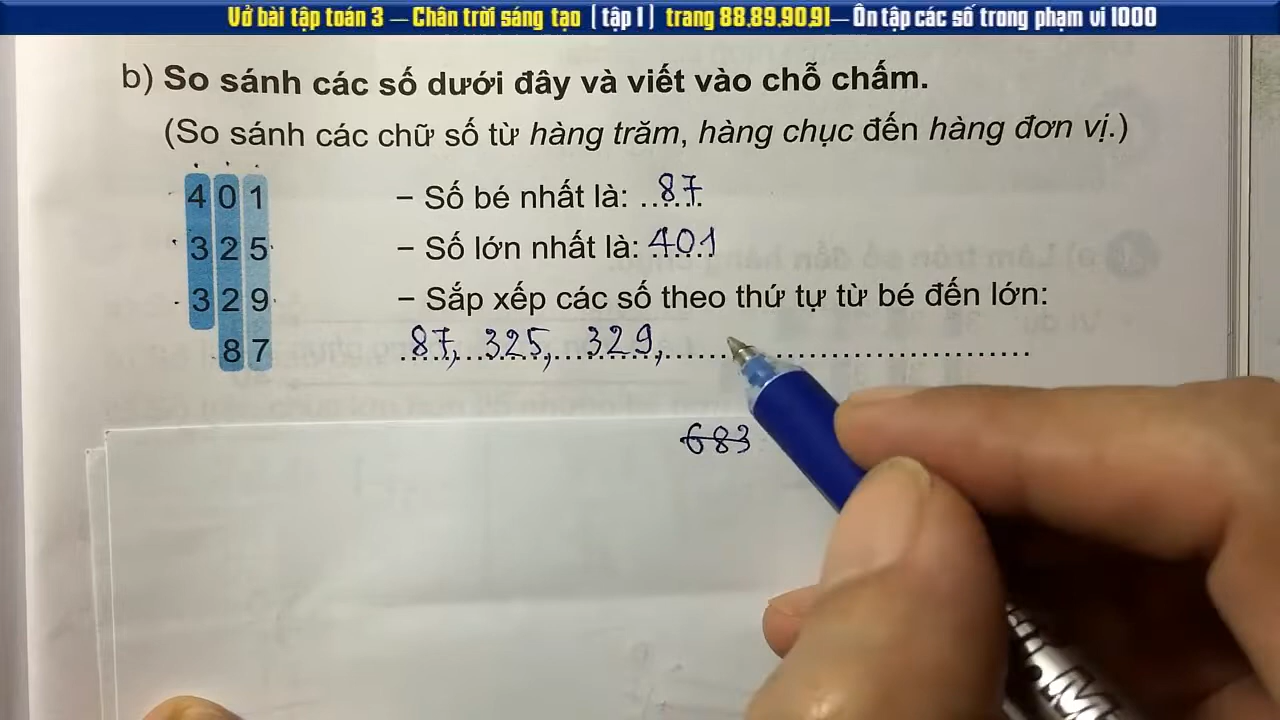 Vở bài tập toán 3 – Chân trời sáng tạo (tập 1) trang 88,89,90,91– Ôn tập các số trong phạm vi 1000
b) So sánh các số dưới đây và viết vào chỗ chấm.
(So sánh các chữ số từ hàng trăm, hàng chục đến hàng đơn vị.)
401
325
329
87
– Số bé nhất là: 87
– Số lớn nhất là: 401
– Sắp xếp các số theo thứ tự từ bé đến lớn:
87, 325, 329,
683